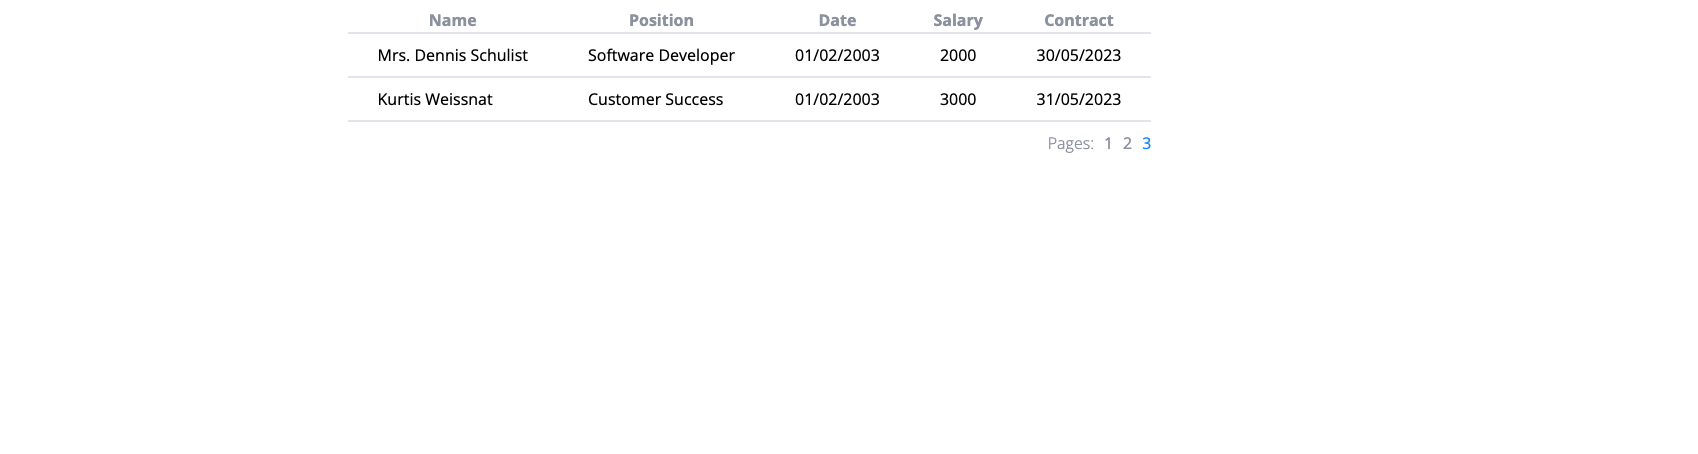 Name Position Date Salary Contract
Mrs. Dennis Schulist Software Developer 01/02/2003 2000 30/05/2023
Kurtis Weissnat Customer Success 01/02/2003 3000 31/05/2023
Pages: 1 2 3